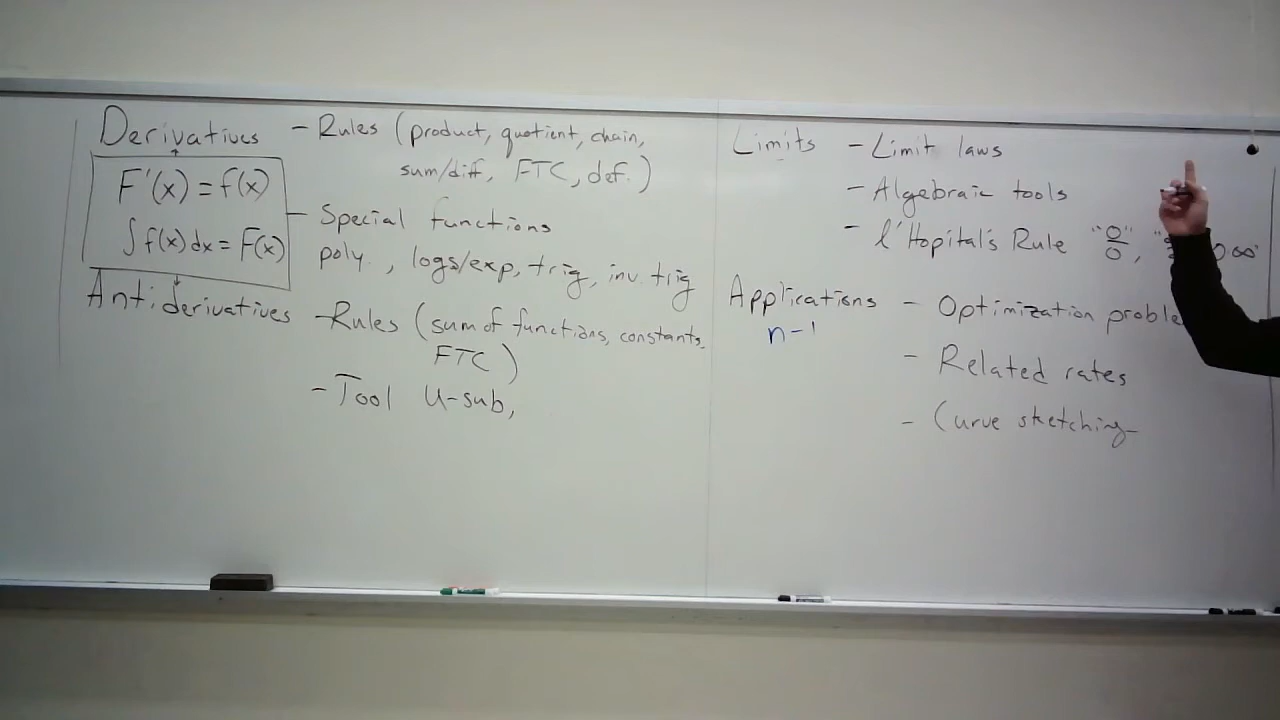 Derivatives - Rules (product, quotient, chain,
sum/diff, FTC, def.)
F'(x) = f(x)
∫f(x)dx = F(x)
- Special functions
poly., logs/exp, trig, inv. trig
Antiderivatives - Rules (sum of functions, constants,
FTC)
- Tool u-sub,
Limits - Limit laws
- Algebraic tools
- l'Hopital's Rule "0/0", 0∞"
Applications - Optimization proble
n-1
- Related rates
- Curve sketching